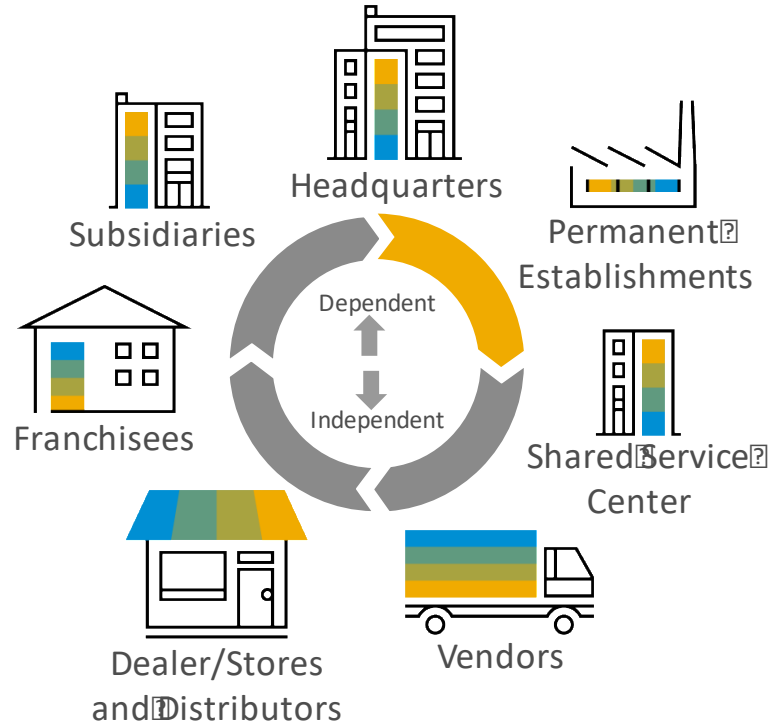 Headquarters
Subsidiaries
Permanent
Establishments
Dependent
Independent
Franchisees
Shared Service
Center
Vendors
Dealer/Stores
and Distributors